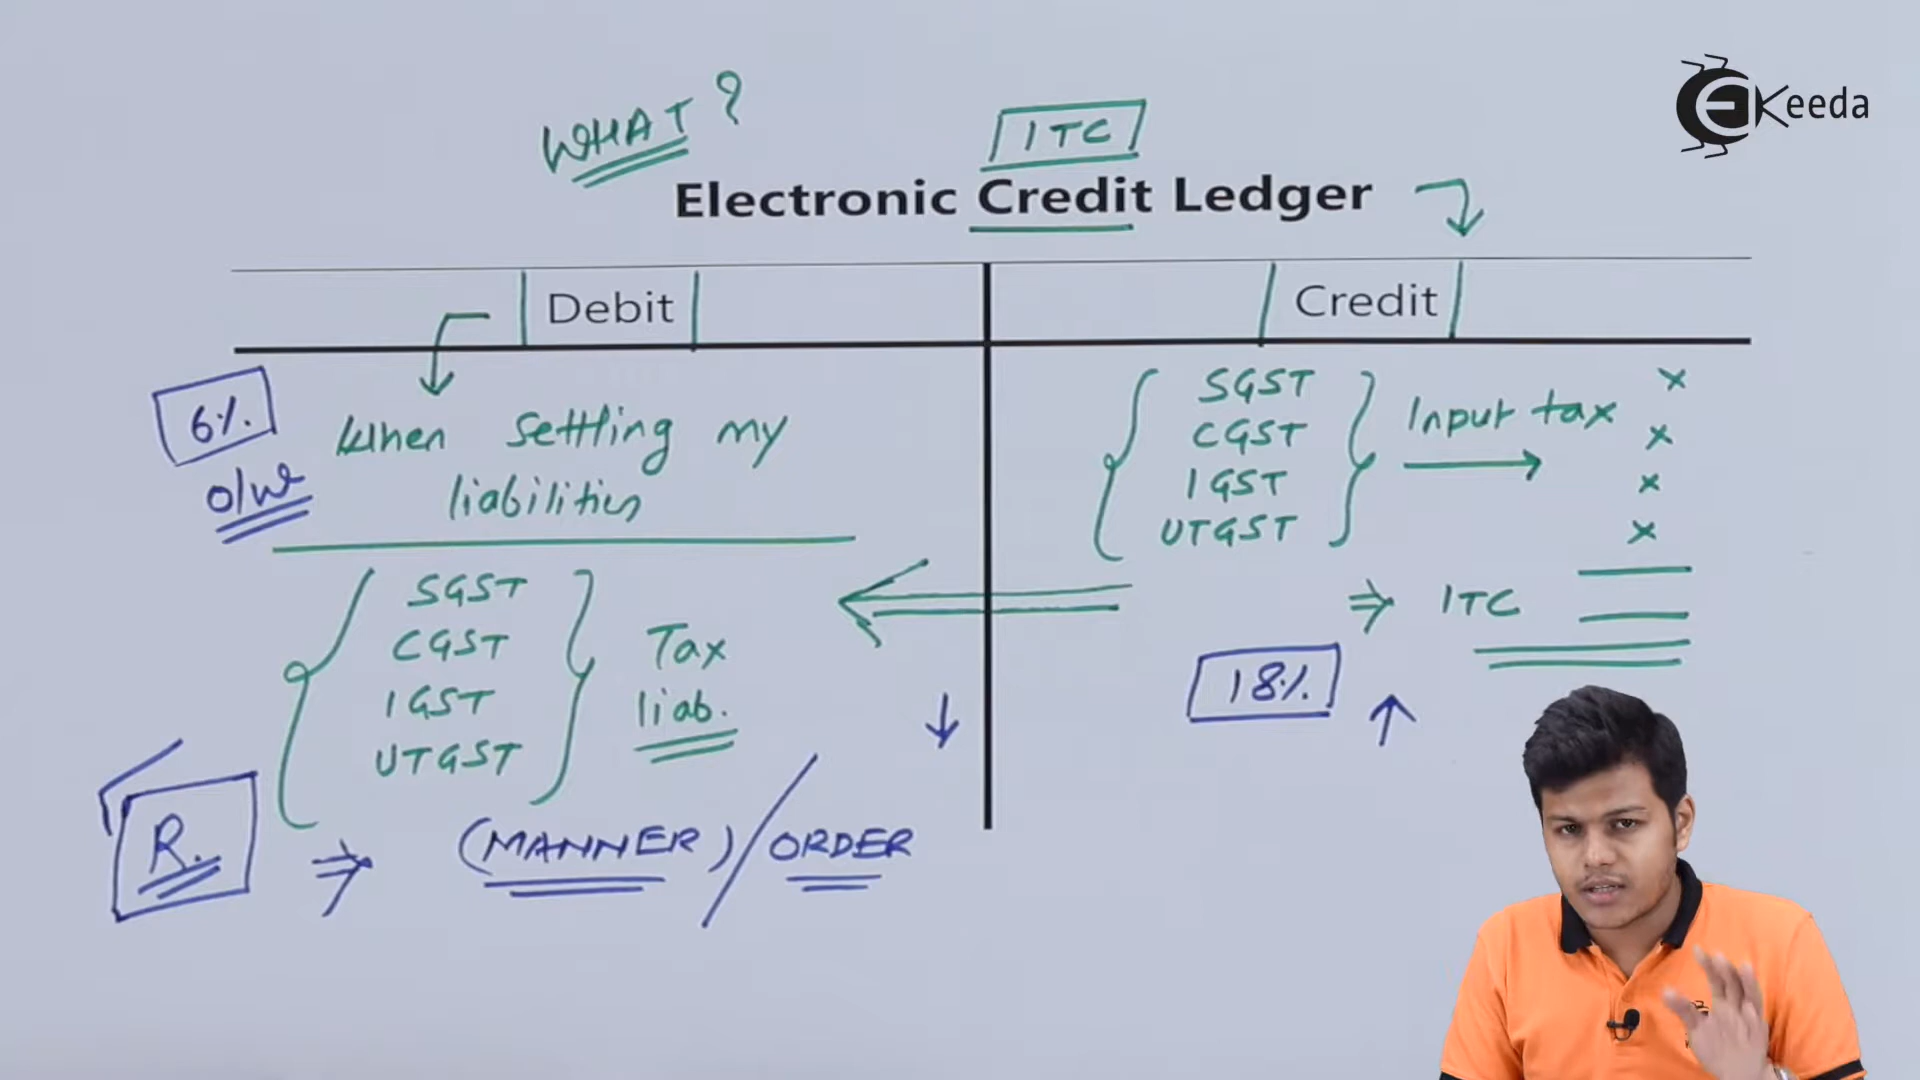 WHAT?
ITC
EKeeda
Electronic Credit Ledger
Debit
Credit
6%.
o/w
When settling my
liabilities
SGST
CGST
IGST
UTGST
Input tax
x
x
x
x
⇒ ITC
18%.
↑
SGST
CGST
IGST
UTGST
Tax
liab.
↓
R. ⇒ (MANNER) / ORDER